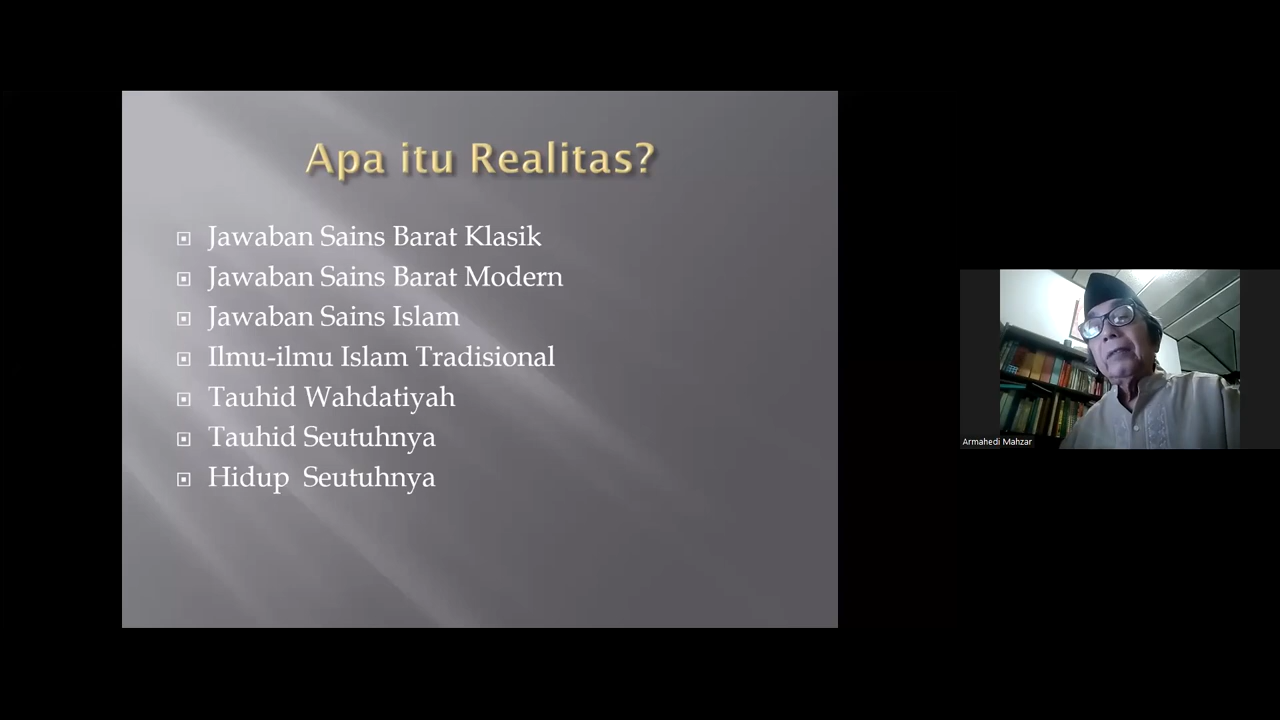 Apa itu Realitas?
Jawaban Sains Barat Klasik
Jawaban Sains Barat Modern
Jawaban Sains Islam
Ilmu-ilmu Islam Tradisional
Tauhid Wahdatiyah
Tauhid Seutuhnya
Hidup Seutuhnya
Armahedi Mahzar